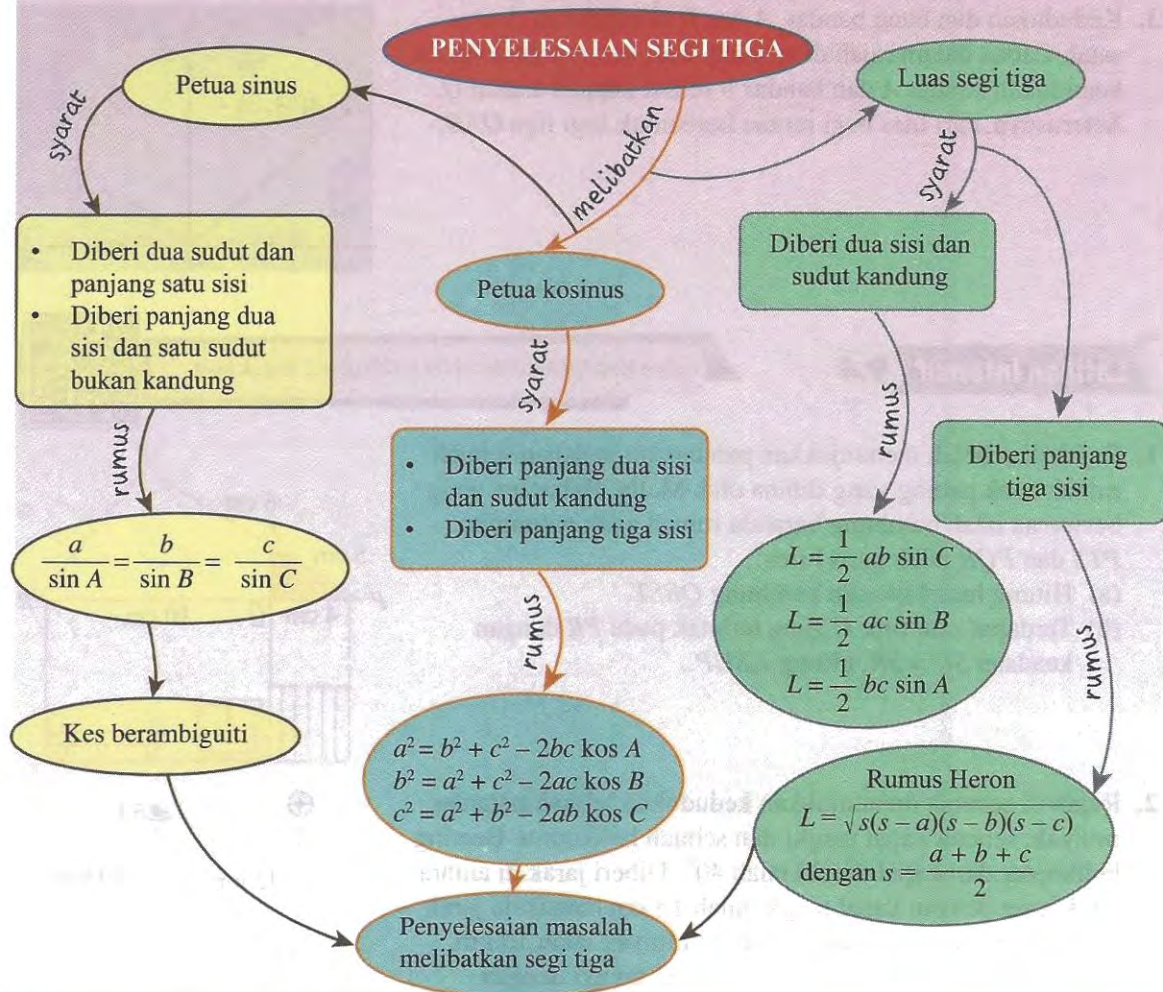 PENYELESAIAN SEGI TIGA
Petua sinus
syarat
• Diberi dua sudut dan
panjang satu sisi
• Diberi panjang dua
sisi dan satu sudut
bukan kandung
rumus
a/sin A = b/sin B = c/sin C
Kes berambiguiti
melibatkan
Petua kosinus
syarat
• Diberi panjang dua sisi
dan sudut kandung
• Diberi panjang tiga sisi
rumus
a² = b² + c² – 2bc kos A
b² = a² + c² – 2ac kos B
c² = a² + b² – 2ab kos C
Luas segi tiga
syarat
Diberi dua sisi dan
sudut kandung
rumus
L = 1/2 ab sin C
L = 1/2 ac sin B
L = 1/2 bc sin A
Diberi panjang
tiga sisi
rumus
Rumus Heron
L = √s(s – a)(s – b)(s – c)
dengan s = a + b + c/2
Penyelesaian masalah
melibatkan segi tiga